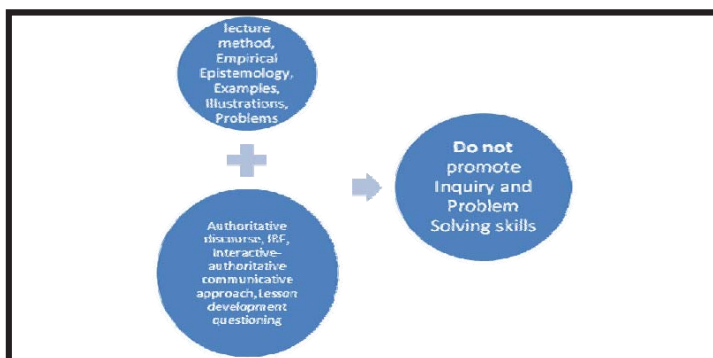 lecture
method,
Empirical
Epistemology,
Examples,
Illustrations,
Problems
Authoritative
discourse, IRF,
Interactive-
authoritative
communicative
approach, Lesson
development
questioning
Do not
promote
Inquiry and
Problem
Solving skills